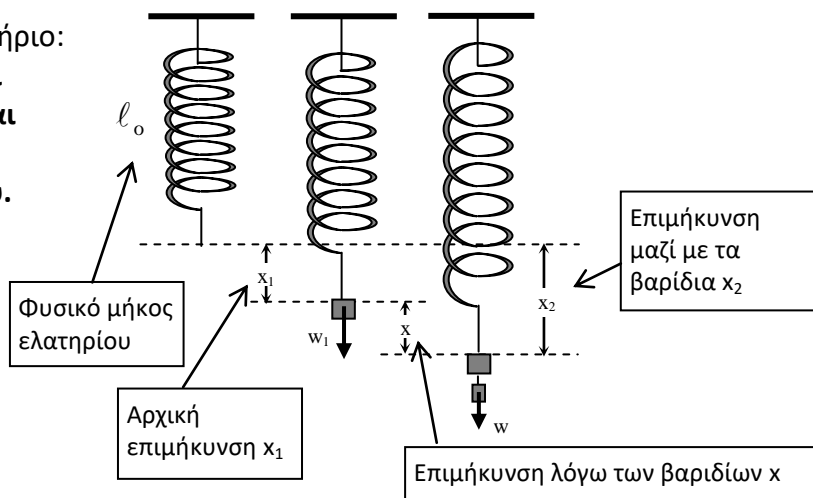 ήριο:
αι
ℓₒ
Επιμήκυνση
μαζί με τα
βαρίδια x₂
x₁
x₂
Φυσικό μήκος
ελατηρίου
w₁
x
Αρχική
επιμήκυνση x₁
w
Επιμήκυνση λόγω των βαριδίων x